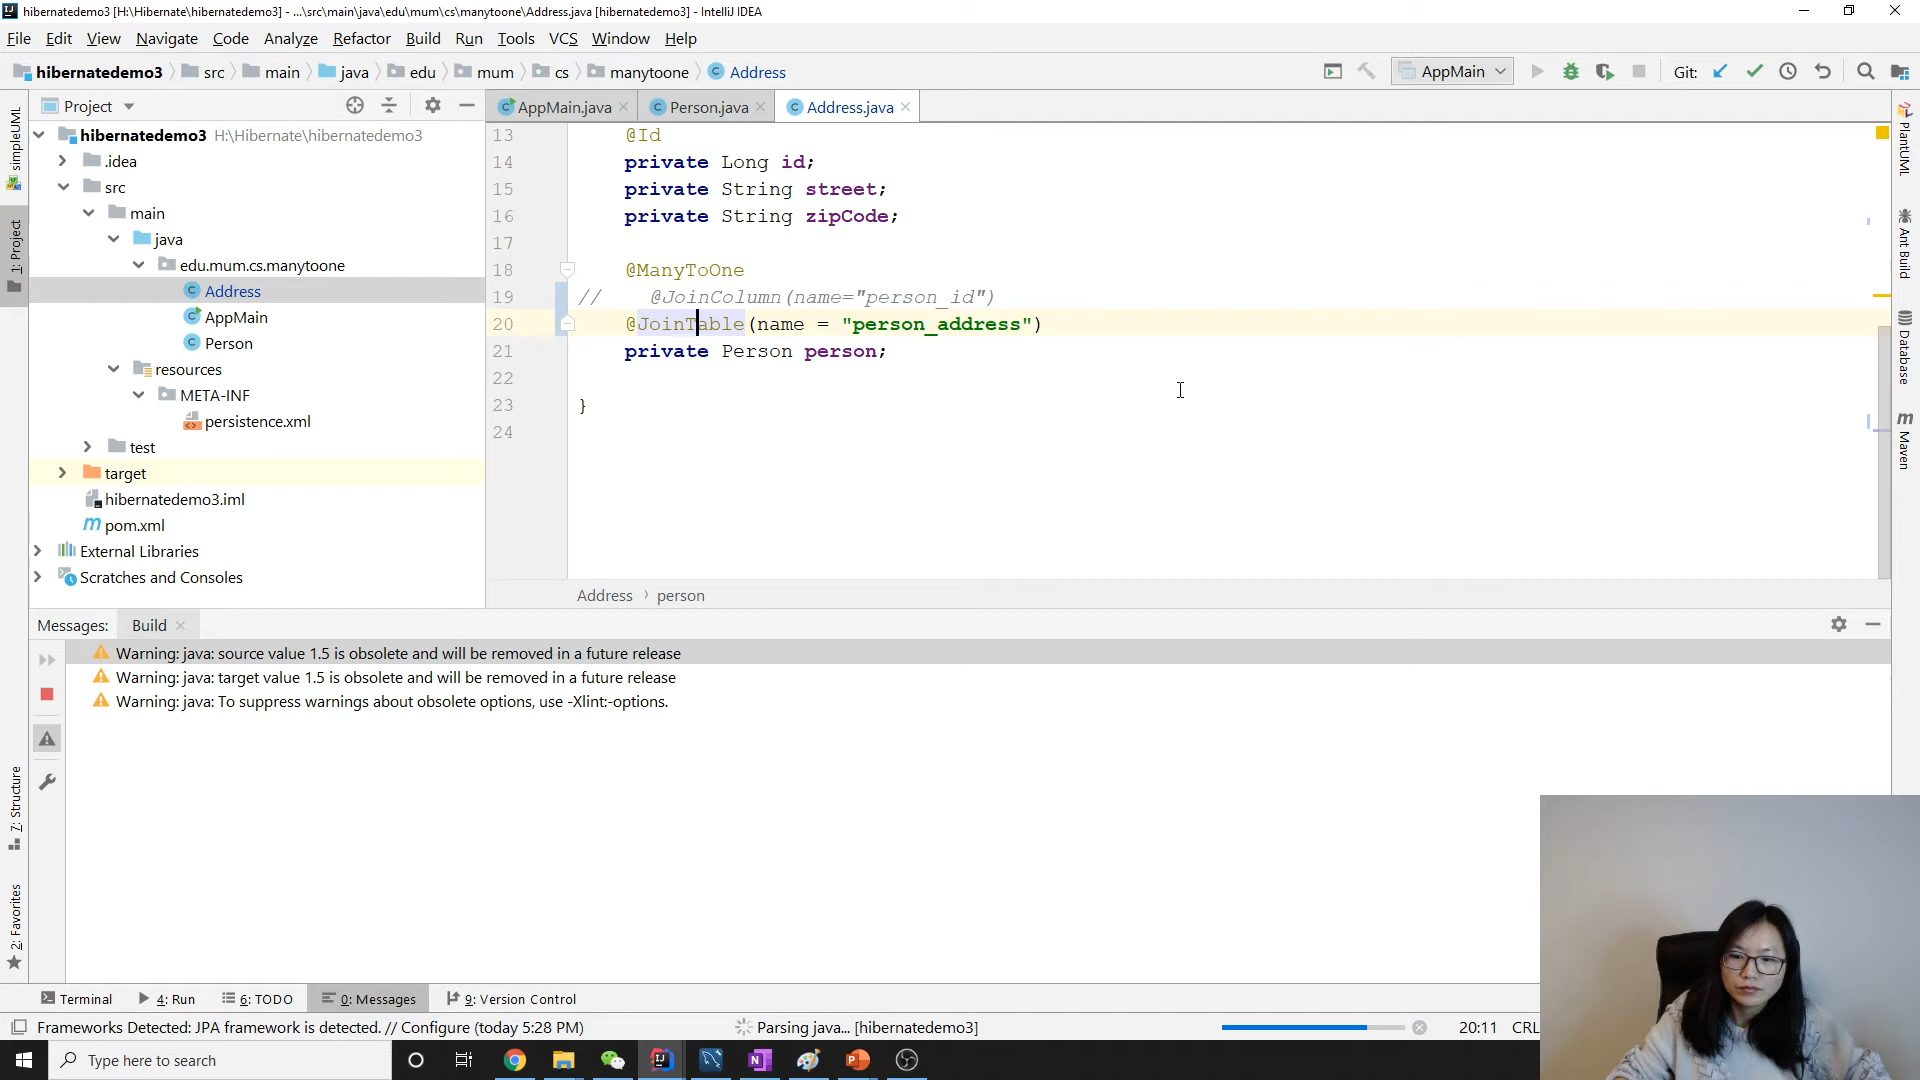 hibernatedemo3 [H:\Hibernate\hibernatedemo3] - ...\src\main\java\edu\mum\cs\manytoone\Address.java [hibernatedemo3] - IntelliJ IDEA
File Edit View Navigate Code Analyze Refactor Build Run Tools VCS Window Help
hibernatedemo3 src main java edu mum cs manytoone Address AppMain Git:
Project AppMain.java Person.java Address.java
simpleUML
1: Project
7: Structure
2: Favorites
hibernatedemo3 H:\Hibernate\hibernatedemo3
.idea
src
main
java
edu.mum.cs.manytoone
Address
AppMain
Person
resources
META-INF
persistence.xml
test
target
hibernatedemo3.iml
pom.xml
External Libraries
Scratches and Consoles
13 @Id
14 private Long id;
15 private String street;
16 private String zipCode;
17
18 @ManyToOne
19 // @JoinColumn(name="person_id")
20 @JoinTable(name = "person_address")
21 private Person person;
22
23 }
24
Address › person
PlantUML
Ant Build
Database
Maven
Messages: Build
Warning: java: source value 1.5 is obsolete and will be removed in a future release
Warning: java: target value 1.5 is obsolete and will be removed in a future release
Warning: java: To suppress warnings about obsolete options, use -Xlint:-options.
Terminal 4: Run 6: TODO 0: Messages 9: Version Control
Frameworks Detected: JPA framework is detected. // Configure (today 5:28 PM) Parsing java... [hibernatedemo3] 20:11 CRL
Type here to search